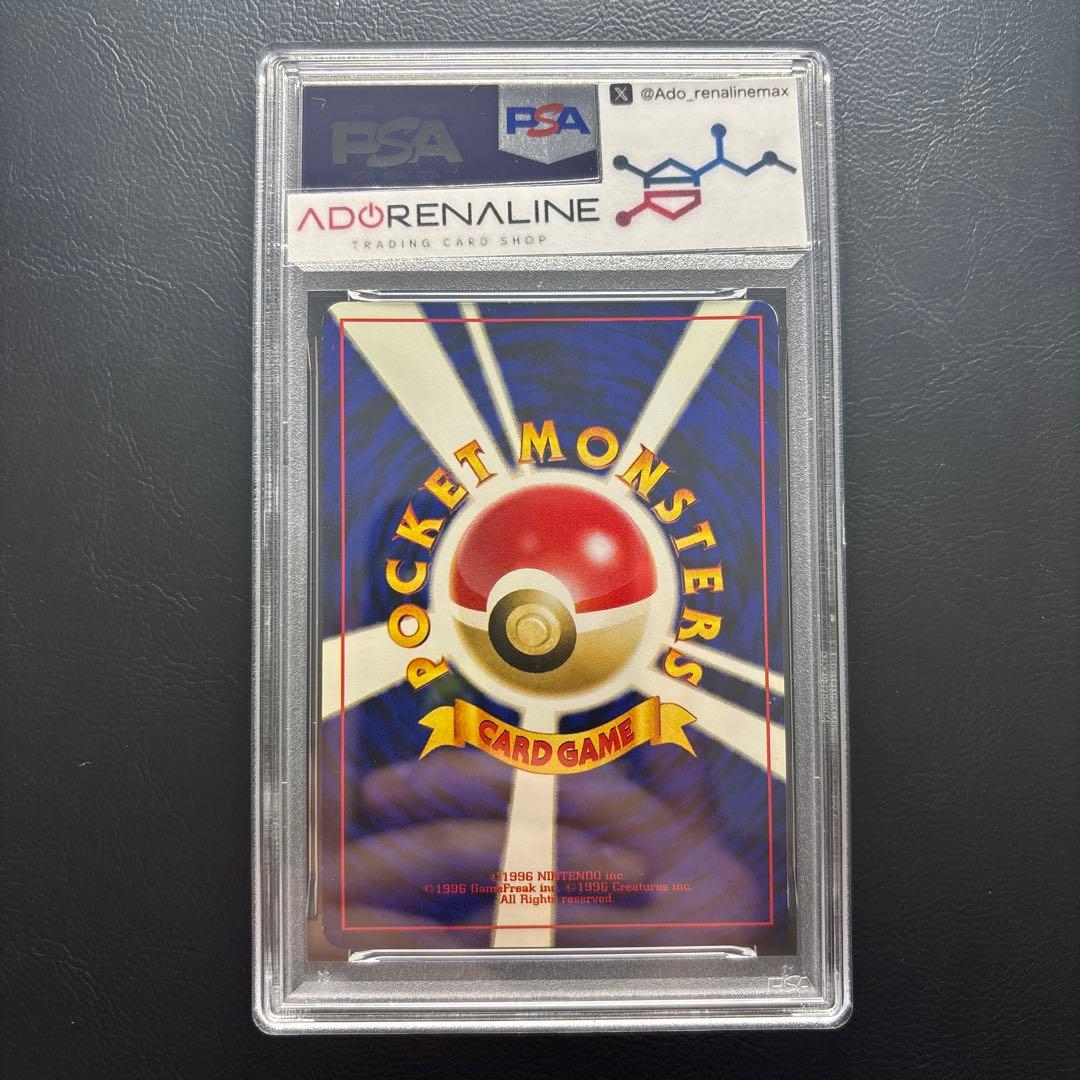 PSA
PSA
X @Ado_renalinemax
ADORENALINE
TRADING CARD SHOP
POCKET MONSTERS
CARD GAME
©1996 NINTENDO inc.
©1996 GameFreak inc. ©1996 Creatures inc.
All Rights reserved.
PSA